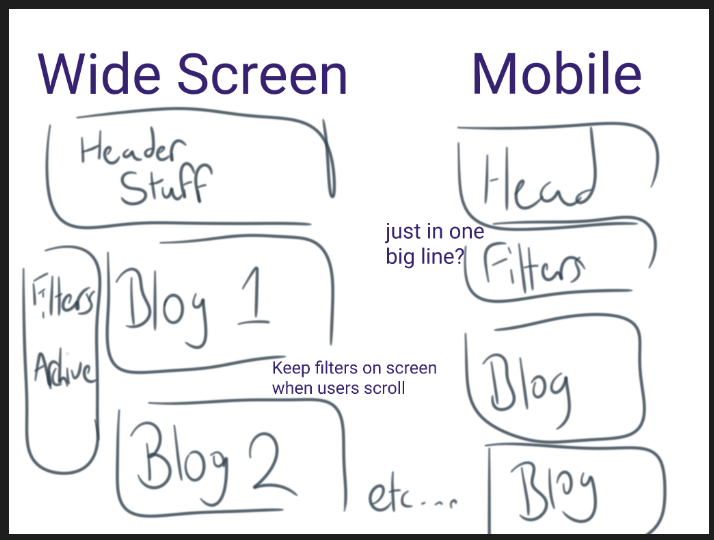 Wide Screen
Mobile
Header
Stuff
Head
just in one
big line?
Filters
Filters
Archive
Blog 1
Keep filters on screen
when users scroll
Blog
Blog 2
etc....
Blog